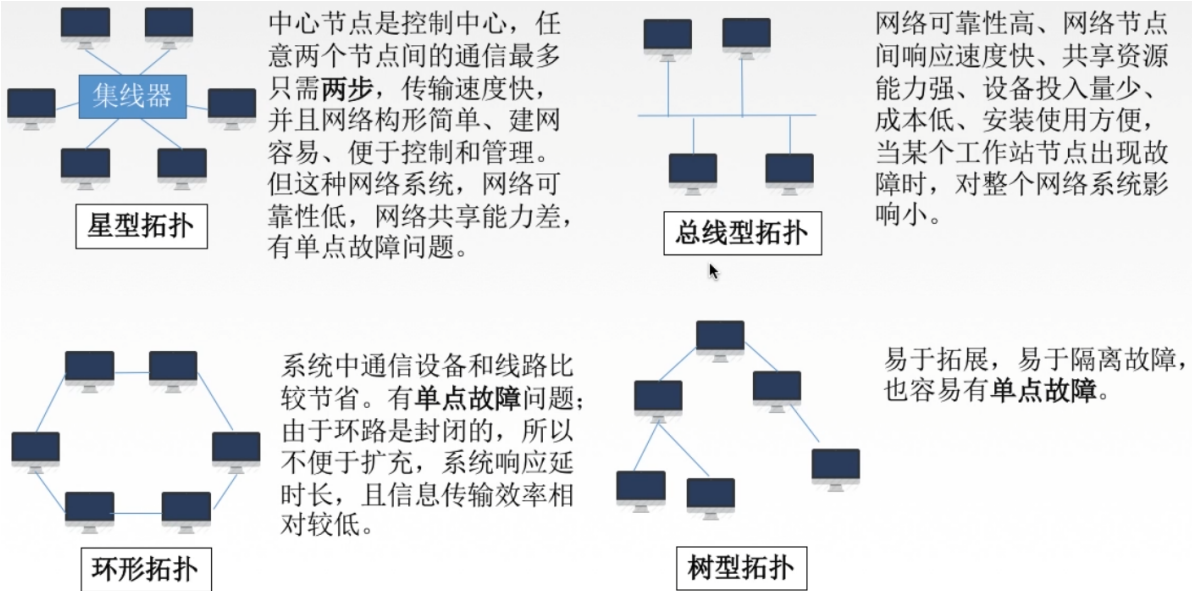 集线器
星型拓扑
中心节点是控制中心，任
意两个节点间的通信最多
只需两步，传输速度快，
并且网络构形简单、建网
容易、便于控制和管理。
但这种网络系统，网络可
靠性低，网络共享能力差，
有单点故障问题。
总线型拓扑
网络可靠性高、网络节点
间响应速度快、共享资源
能力强、设备投入量少、
成本低、安装使用方便，
当某个工作站节点出现故
障时，对整个网络系统影
响小。
环形拓扑
系统中通信设备和线路比
较节省。有单点故障问题；
由于环路是封闭的，所以
不便于扩充，系统响应延
时长，且信息传输效率相
对较低。
树型拓扑
易于拓展，易于隔离故障，
也容易有单点故障。